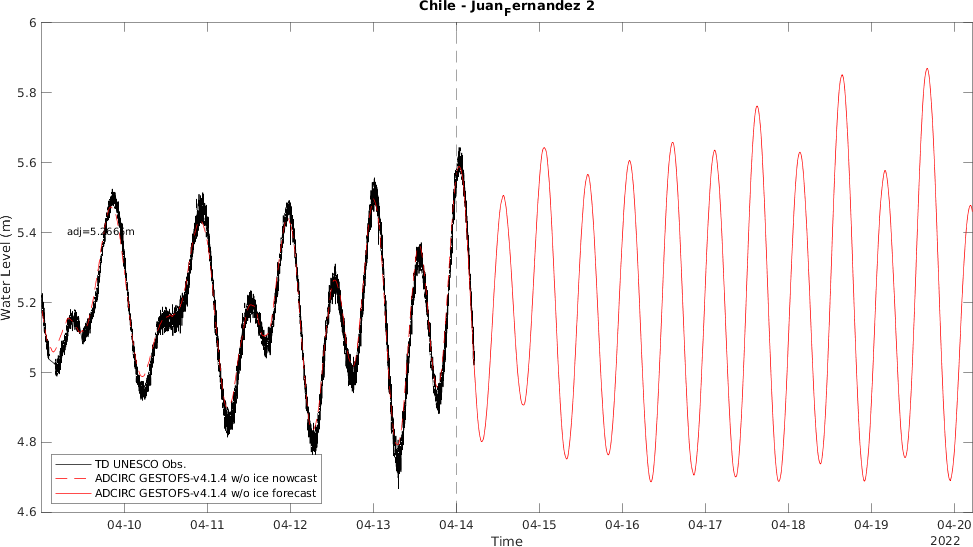 Chile - Juan_Fernandez 2
6
5.8
5.6
5.4
5.2
5
4.8
4.6
Water Level (m)
adj=5.2665m
TD UNESCO Obs.
ADCIRC GESTOFS-v4.1.4 w/o ice nowcast
ADCIRC GESTOFS-v4.1.4 w/o ice forecast
04-10 04-11 04-12 04-13 04-14 04-15 04-16 04-17 04-18 04-19 04-20
Time
2022